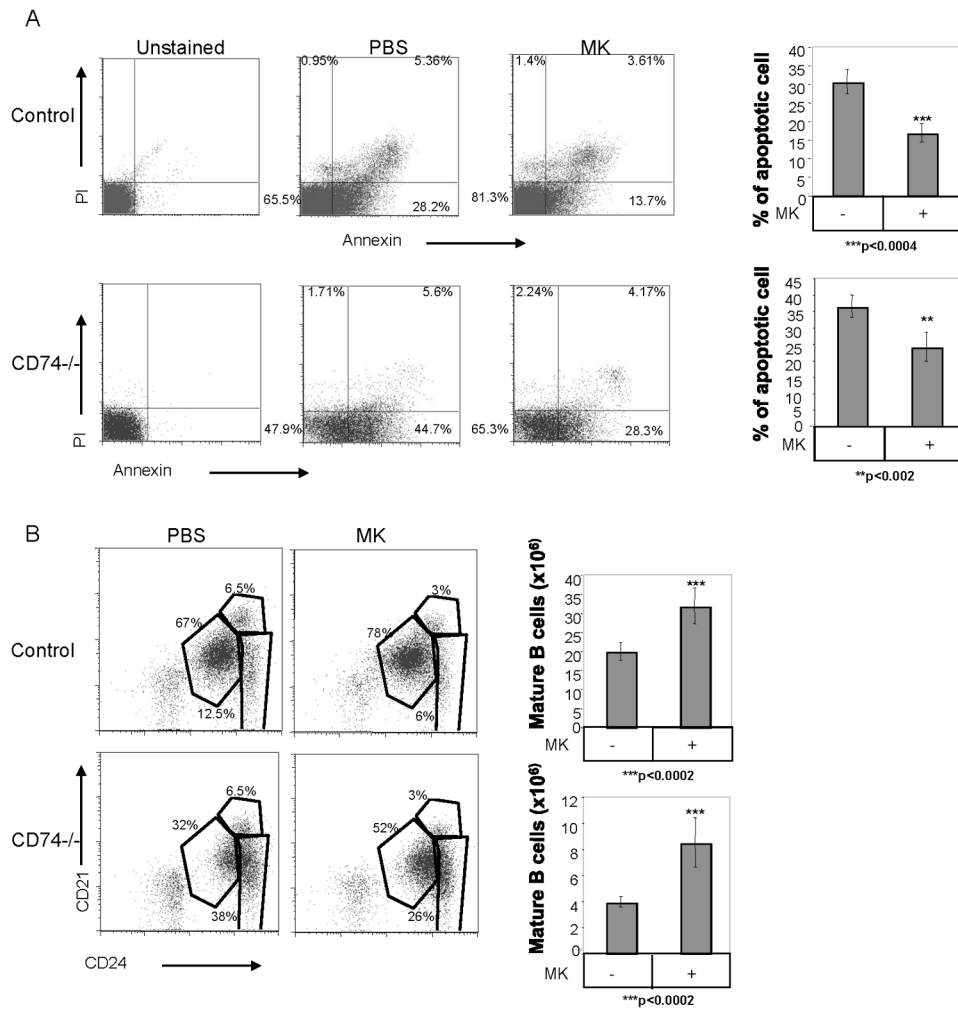 A
Unstained
PBS
MK
Control
PI
0.95%
5.36%
65.5%
28.2%
1.4%
3.61%
81.3%
13.7%
Annexin
% of apoptotic cell
40
35
30
25
20
15
10
5
0
MK
-
+
***
***p<0.0004
CD74-/-
PI
1.71%
5.6%
47.9%
44.7%
2.24%
4.17%
65.3%
28.3%
Annexin
% of apoptotic cell
45
40
35
30
25
20
15
10
5
0
MK
-
+
**
**p<0.002
B
PBS
MK
Control
6.5%
67%
12.5%
3%
78%
6%
Mature B cells (x10⁶)
40
35
30
25
20
15
10
5
0
MK
-
+
***
***p<0.0002
CD74-/-
CD21
6.5%
32%
38%
3%
52%
26%
CD24
Mature B cells (x10⁶)
12
10
8
6
4
2
0
MK
-
+
***
***p<0.0002